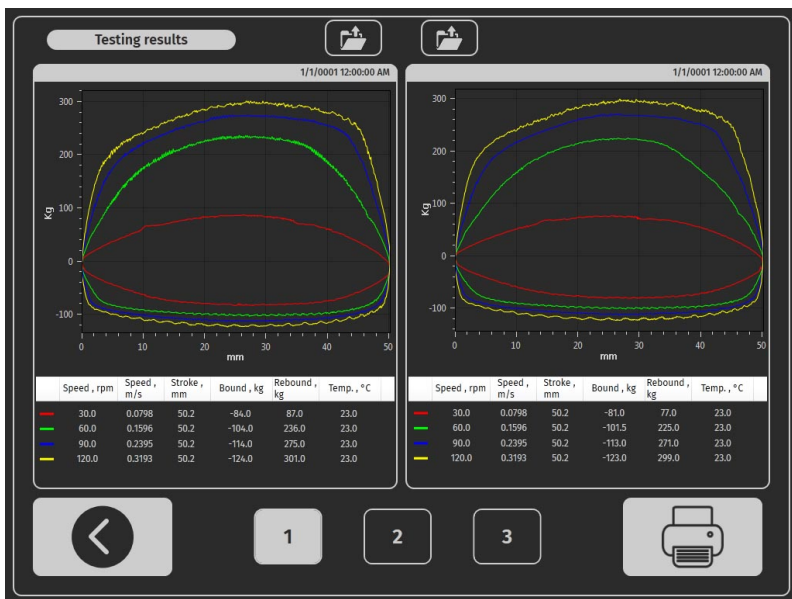 Testing results
1/1/0001 12:00:00 AM
300
200
100
0
-100
Kg
0 10 20 30 40 50
mm
Speed , rpm Speed , m/s Stroke , mm Bound , kg Rebound , kg Temp. , °C
30.0 0.0798 50.2 -84.0 87.0 23.0
60.0 0.1596 50.2 -104.0 236.0 23.0
90.0 0.2395 50.2 -114.0 275.0 23.0
120.0 0.3193 50.2 -124.0 301.0 23.0
1/1/0001 12:00:00 AM
300
200
100
0
-100
Kg
0 10 20 30 40 50
mm
Speed , rpm Speed , m/s Stroke , mm Bound , kg Rebound , kg Temp. , °C
30.0 0.0798 50.2 -81.0 77.0 23.0
60.0 0.1596 50.2 -101.5 225.0 23.0
90.0 0.2395 50.2 -113.0 271.0 23.0
120.0 0.3193 50.2 -123.0 299.0 23.0
1 2 3